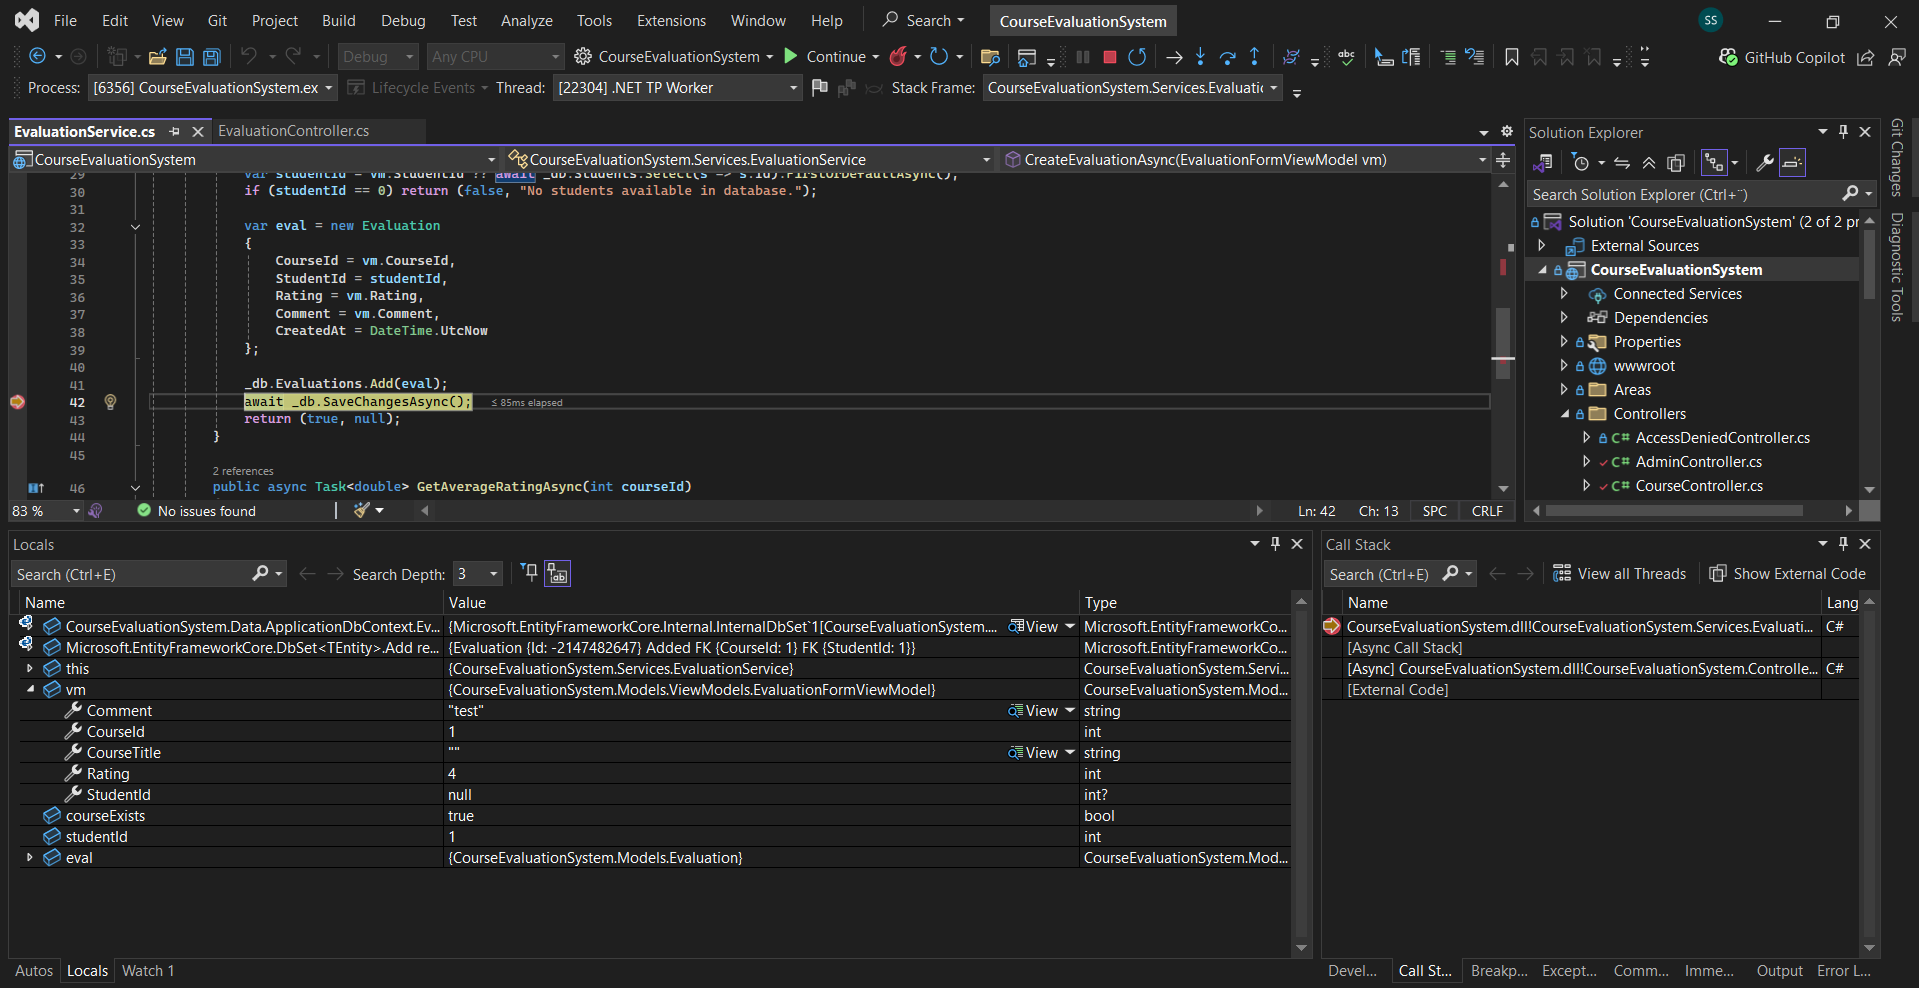 File Edit View Git Project Build Debug Test Analyze Tools Extensions Window Help Search CourseEvaluationSystem SS
Debug Any CPU CourseEvaluationSystem Continue abc GitHub Copilot
Process: [6356] CourseEvaluationSystem.ex Lifecycle Events Thread: [22304] .NET TP Worker Stack Frame: CourseEvaluationSystem.Services.Evaluatic
EvaluationService.cs EvaluationController.cs
CourseEvaluationSystem CourseEvaluationSystem.Services.EvaluationService CreateEvaluationAsync(EvaluationFormViewModel vm)
29 var studentId = vm.StudentId ?? await _db.Students.Select(s => s.Id).FirstOrDefaultAsync();
30 if (studentId == 0) return (false, "No students available in database.");
31
32 var eval = new Evaluation
33 {
34 CourseId = vm.CourseId,
35 StudentId = studentId,
36 Rating = vm.Rating,
37 Comment = vm.Comment,
38 CreatedAt = DateTime.UtcNow
39 };
40
41 _db.Evaluations.Add(eval);
42 await _db.SaveChangesAsync(); ≤ 85ms elapsed
43 return (true, null);
44 }
45
2 references
46 public async Task<double> GetAverageRatingAsync(int courseId)
83 % No issues found Ln: 42 Ch: 13 SPC CRLF
Solution Explorer
Search Solution Explorer (Ctrl+¨)
Solution 'CourseEvaluationSystem' (2 of 2 pr
External Sources
CourseEvaluationSystem
Connected Services
Dependencies
Properties
wwwroot
Areas
Controllers
C# AccessDeniedController.cs
C# AdminController.cs
C# CourseController.cs
Git Changes
Diagnostic Tools
Locals
Search (Ctrl+E) Search Depth: 3
Name Value Type
CourseEvaluationSystem.Data.ApplicationDbContext.Ev... {Microsoft.EntityFrameworkCore.Internal.InternalDbSet`1[CourseEvaluationSystem.... View Microsoft.EntityFrameworkCo...
Microsoft.EntityFrameworkCore.DbSet<TEntity>.Add re... {Evaluation {Id: -2147482647} Added FK {CourseId: 1} FK {StudentId: 1}} Microsoft.EntityFrameworkCo...
this {CourseEvaluationSystem.Services.EvaluationService} CourseEvaluationSystem.Servi...
vm {CourseEvaluationSystem.Models.ViewModels.EvaluationFormViewModel} CourseEvaluationSystem.Mod...
Comment "test" View string
CourseId 1 int
CourseTitle "" View string
Rating 4 int
StudentId null int?
courseExists true bool
studentId 1 int
eval {CourseEvaluationSystem.Models.Evaluation} CourseEvaluationSystem.Mod...
Autos Locals Watch 1
Call Stack
Search (Ctrl+E) View all Threads Show External Code
Name Lang
CourseEvaluationSystem.dll!CourseEvaluationSystem.Services.Evaluati... C#
[Async Call Stack]
[Async] CourseEvaluationSystem.dll!CourseEvaluationSystem.Controlle... C#
[External Code]
Devel... Call St... Breakp... Except... Comm... Imme... Output Error L...